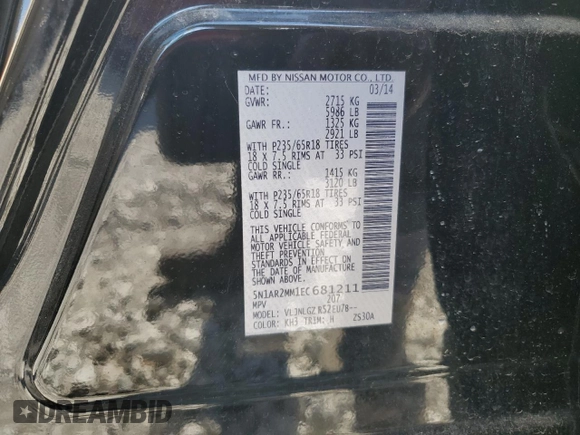 MFD BY NISSAN MOTOR CO., LTD.
DATE: 03/14
GVWR: 2715 KG
5986 LB
GAWR FR.: 1325 KG
2921 LB
WITH P235/65R18 TIRES
18 X 7.5 RIMS AT 33 PSI
COLD SINGLE
GAWR RR.: 1415 KG
3120 LB
WITH P235/65R18 TIRES
18 X 7.5 RIMS AT 33 PSI
COLD SINGLE
THIS VEHICLE CONFORMS TO
ALL APPLICABLE FEDERAL
MOTOR VEHICLE SAFETY, AND
THEFT PREVENTION
STANDARDS IN EFFECT ON
THE DATE OF MANUFACTURE
SHOWN ABOVE.
5N1AR2MM1EC681211
MPV 207
MODEL: R52EU78--
COLOR: KH3 TRIM: H ZS30A
DREAMBID